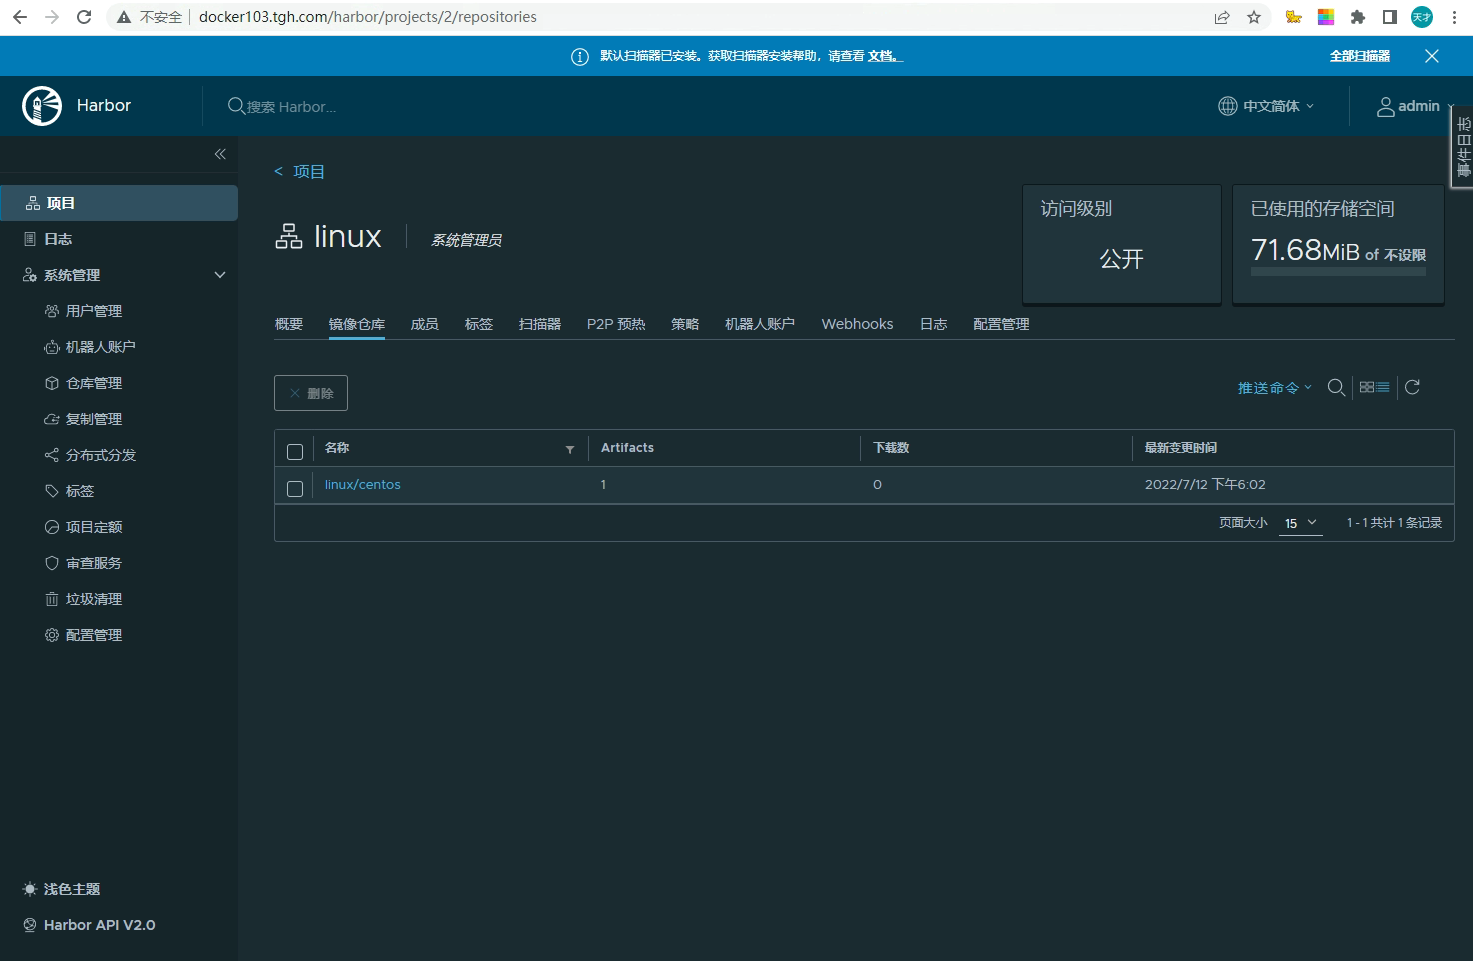 不安全 docker103.tgh.com/harbor/projects/2/repositories 天才
默认扫描器已安装。获取扫描器安装帮助，请查看 文档。 全部扫描器
Harbor 搜索 Harbor... 中文简体 admin
事件日志
项目
日志
系统管理
用户管理
机器人账户
仓库管理
复制管理
分布式分发
标签
项目定额
审查服务
垃圾清理
配置管理
浅色主题
Harbor API V2.0
< 项目
linux 系统管理员
访问级别
公开
已使用的存储空间
71.68MiB of 不设限
概要 镜像仓库 成员 标签 扫描器 P2P 预热 策略 机器人账户 Webhooks 日志 配置管理
删除 推送命令
名称 Artifacts 下载数 最新变更时间
linux/centos 1 0 2022/7/12 下午6:02
页面大小 15 1 - 1 共计 1 条记录